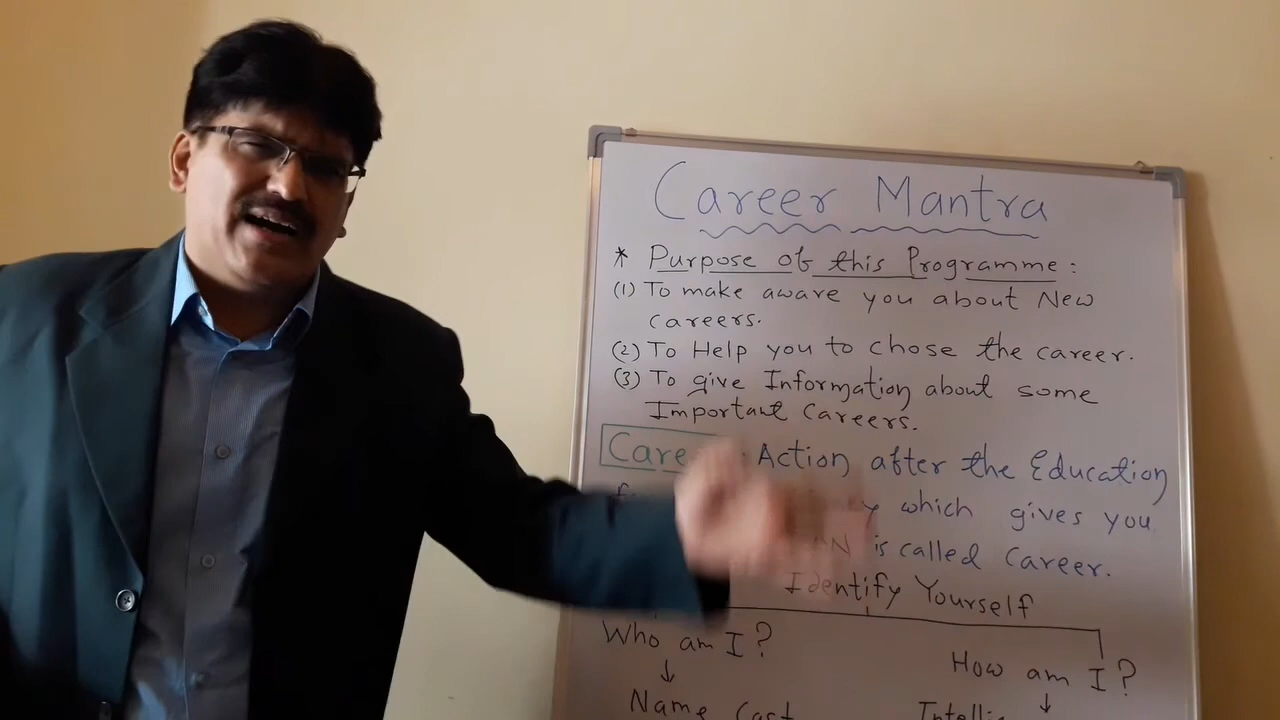 Career Mantra
* Purpose of this Programme:
(1) To make aware you about New
careers.
(2) To Help you to chose the career.
(3) To give Information about some
Important Careers.
Action after the Education
which gives you
is called Career.
Identify Yourself
Who am I?
How am I?
↓
↓
Name Cast